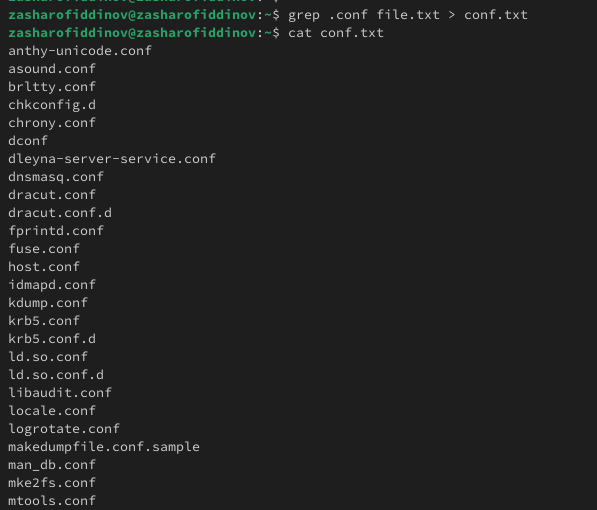 zasharofiddinov@zasharofiddinov:~$ grep .conf file.txt > conf.txt
zasharofiddinov@zasharofiddinov:~$ cat conf.txt
anthy-unicode.conf
asound.conf
brltty.conf
chkconfig.d
chrony.conf
dconf
dleyna-server-service.conf
dnsmasq.conf
dracut.conf
dracut.conf.d
fprintd.conf
fuse.conf
host.conf
idmapd.conf
kdump.conf
krb5.conf
krb5.conf.d
ld.so.conf
ld.so.conf.d
libaudit.conf
locale.conf
logrotate.conf
makedumpfile.conf.sample
man_db.conf
mke2fs.conf
mtools.conf